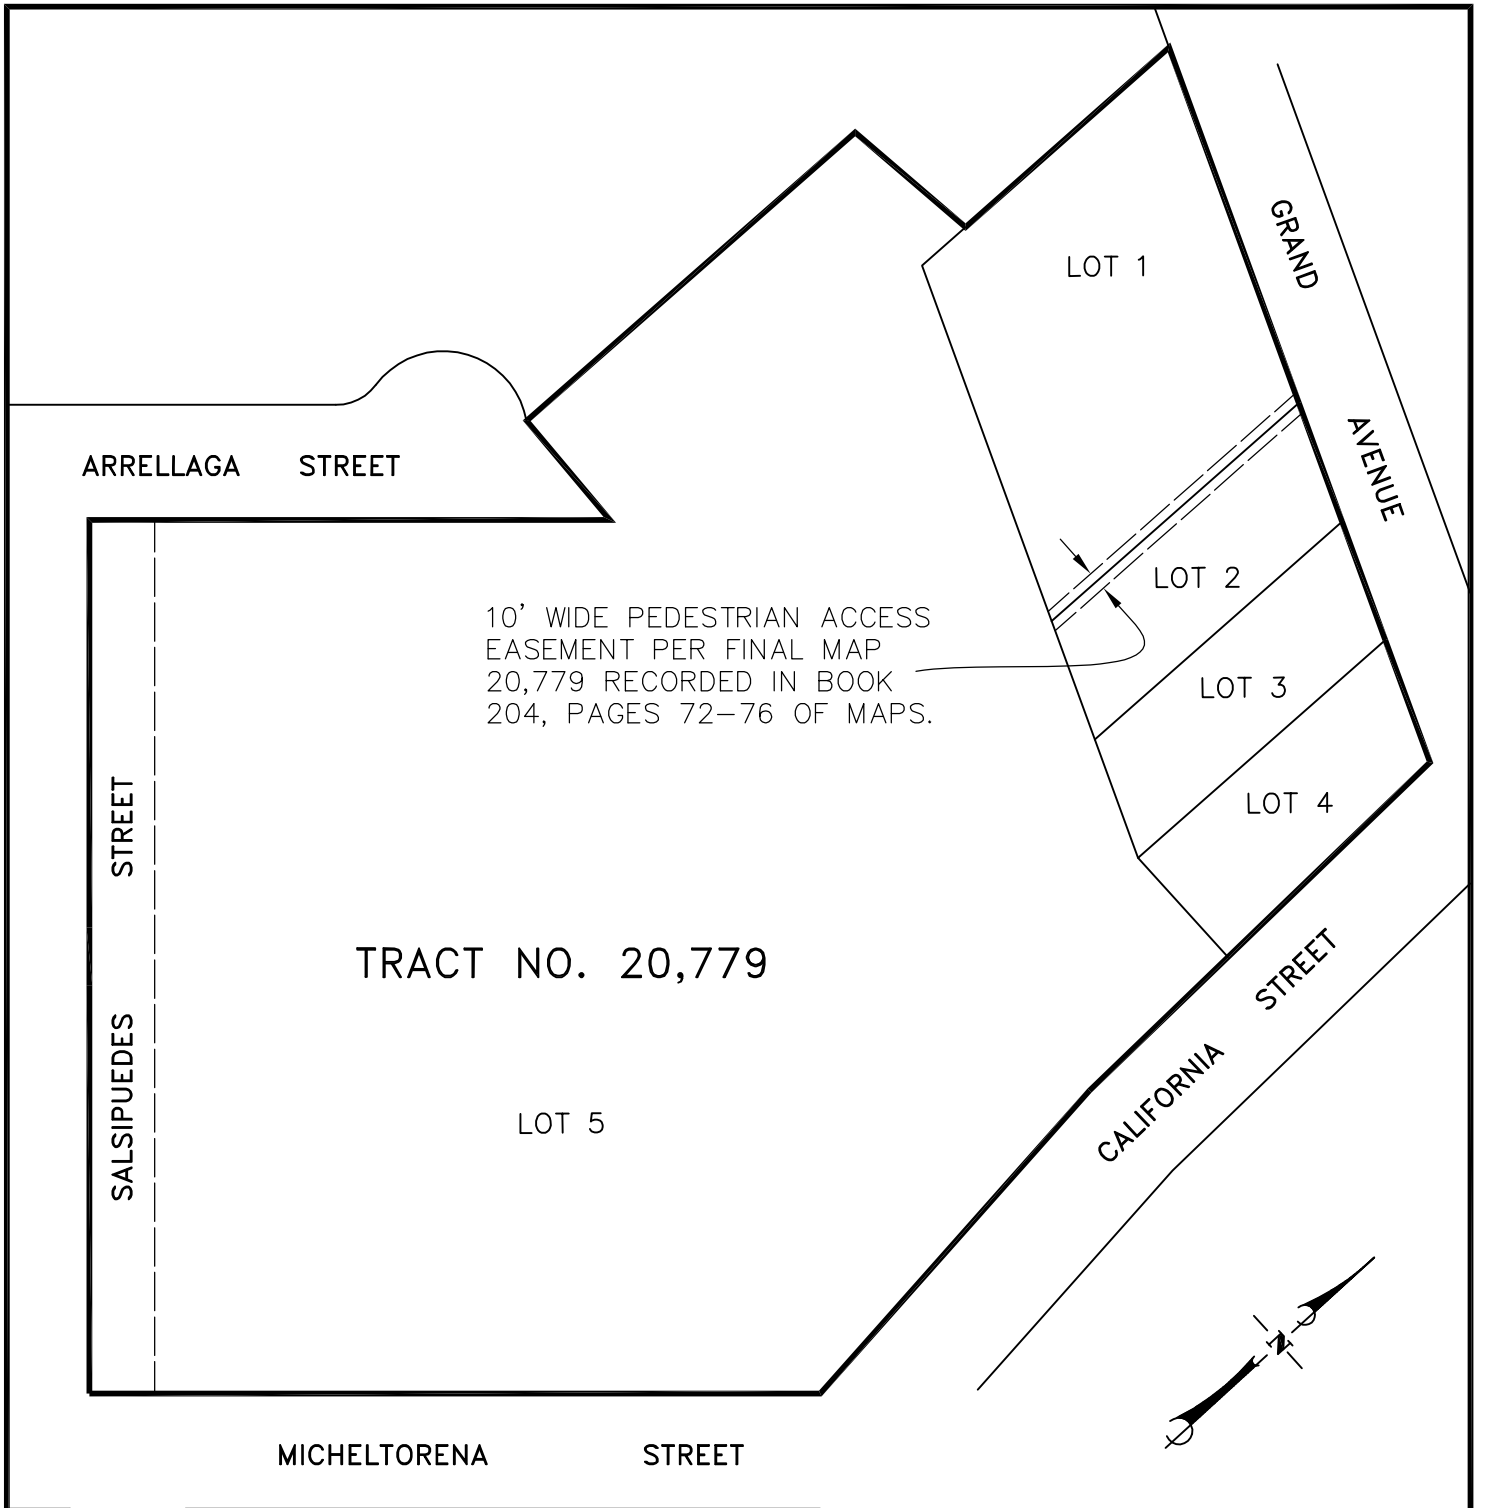 GRAND
AVENUE
LOT 1
ARRELLAGA STREET
LOT 2
10' WIDE PEDESTRIAN ACCESS
EASEMENT PER FINAL MAP
20,779 RECORDED IN BOOK
204, PAGES 72–76 OF MAPS.
LOT 3
LOT 4
SALSIPUEDES STREET
TRACT NO. 20,779
CALIFORNIA STREET
LOT 5
N
MICHELTORENA STREET